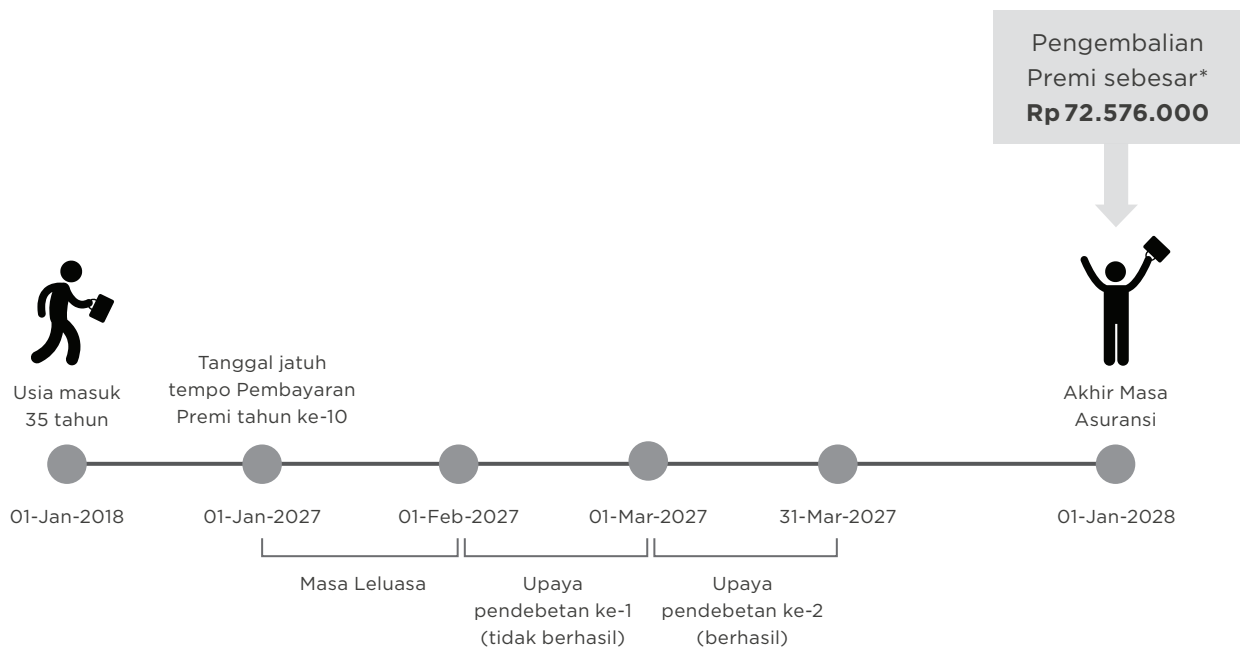 Pengembalian
Premi sebesar*
Rp 72.576.000
Usia masuk
35 tahun
Tanggal jatuh
tempo Pembayaran
Premi tahun ke-10
Akhir Masa
Asuransi
01-Jan-2018
01-Jan-2027
01-Feb-2027
01-Mar-2027
31-Mar-2027
01-Jan-2028
Masa Leluasa
Upaya
pendebetan ke-1
(tidak berhasil)
Upaya
pendebetan ke-2
(berhasil)